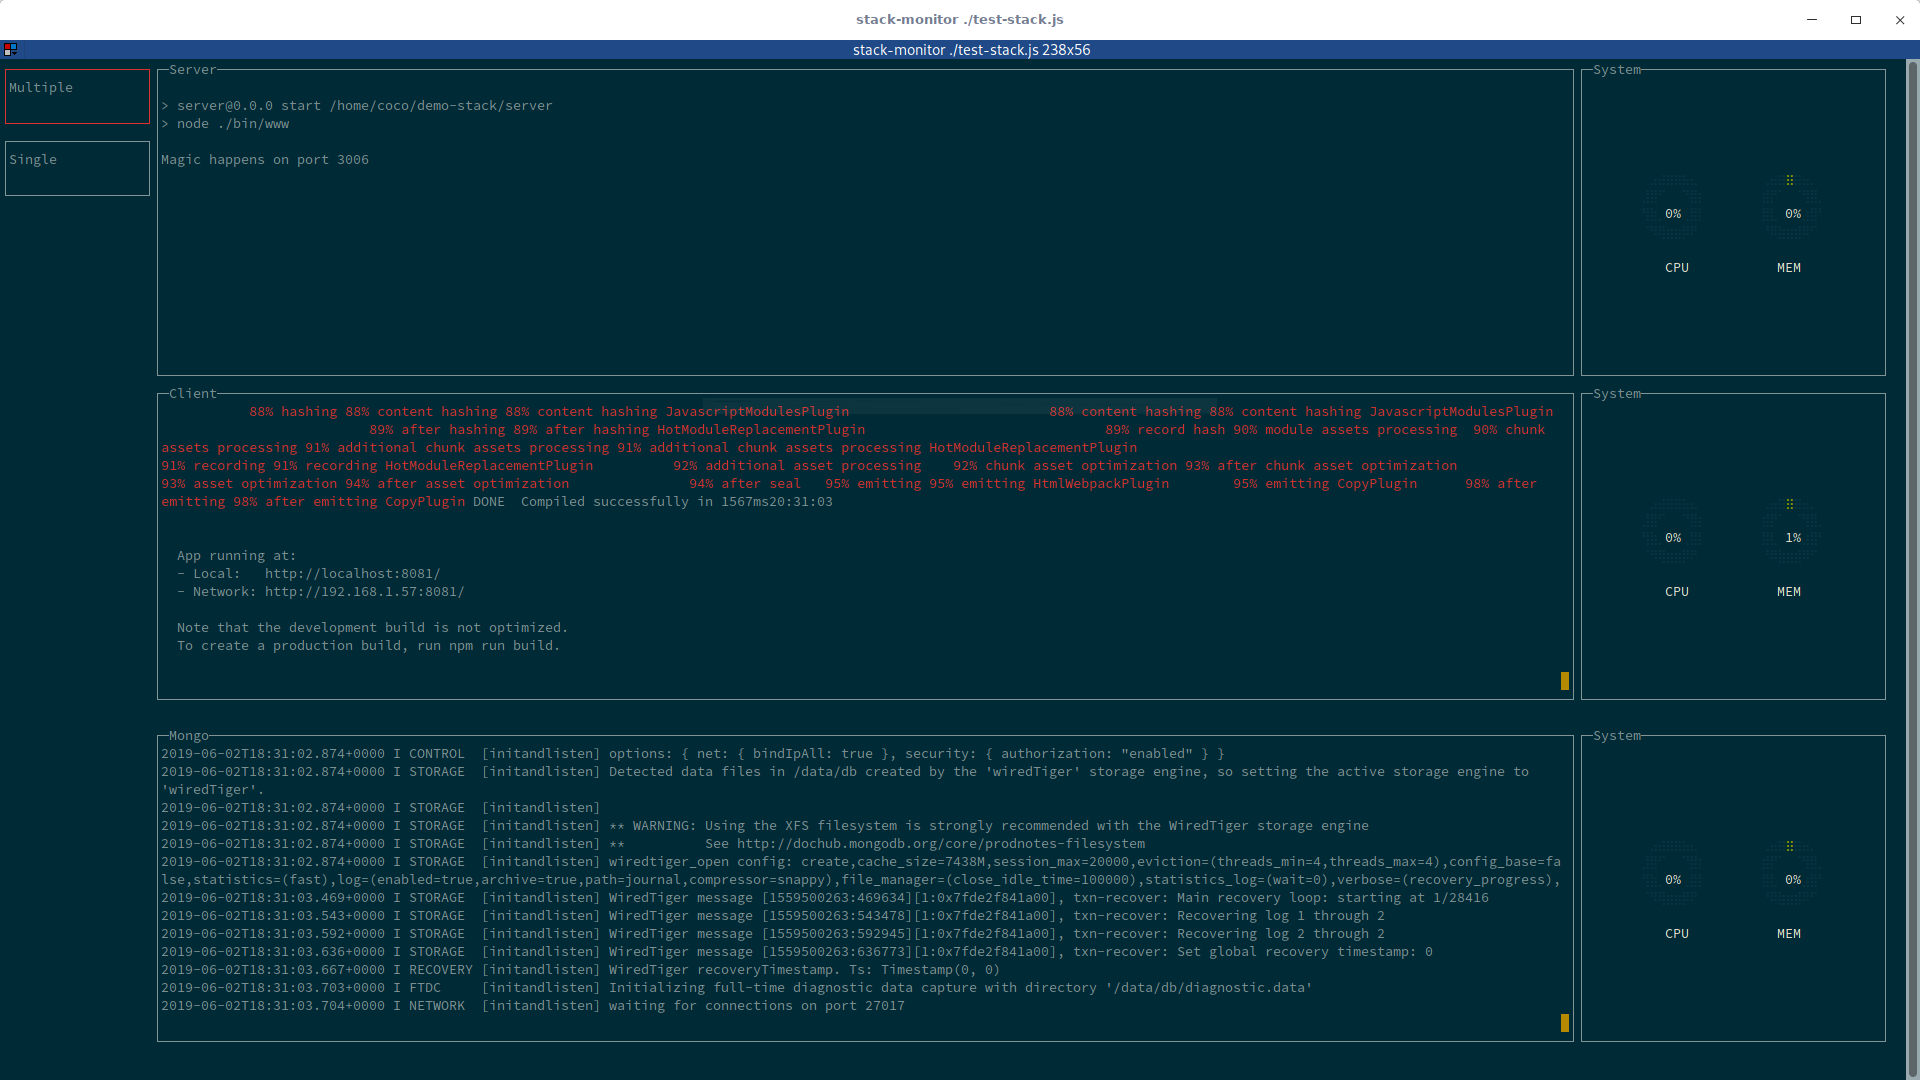 stack-monitor ./test-stack.js
stack-monitor ./test-stack.js 238x56
Multiple
Single
Server
> server@0.0.0 start /home/coco/demo-stack/server
> node ./bin/www
Magic happens on port 3006
System
0% 0%
CPU MEM
Client
88% hashing 88% content hashing 88% content hashing JavascriptModulesPlugin 88% content hashing 88% content hashing JavascriptModulesPlugin
89% after hashing 89% after hashing HotModuleReplacementPlugin 89% record hash 90% module assets processing 90% chunk
assets processing 91% additional chunk assets processing 91% additional chunk assets processing HotModuleReplacementPlugin
91% recording 91% recording HotModuleReplacementPlugin 92% additional asset processing 92% chunk asset optimization 93% after chunk asset optimization
93% asset optimization 94% after asset optimization 94% after seal 95% emitting 95% emitting HtmlWebpackPlugin 95% emitting CopyPlugin 98% after
emitting 98% after emitting CopyPlugin DONE Compiled successfully in 1567ms20:31:03
App running at:
- Local: http://localhost:8081/
- Network: http://192.168.1.57:8081/
Note that the development build is not optimized.
To create a production build, run npm run build.
System
0% 1%
CPU MEM
Mongo
2019-06-02T18:31:02.874+0000 I CONTROL [initandlisten] options: { net: { bindIpAll: true }, security: { authorization: "enabled" } }
2019-06-02T18:31:02.874+0000 I STORAGE [initandlisten] Detected data files in /data/db created by the 'wiredTiger' storage engine, so setting the active storage engine to
'wiredTiger'.
2019-06-02T18:31:02.874+0000 I STORAGE [initandlisten]
2019-06-02T18:31:02.874+0000 I STORAGE [initandlisten] ** WARNING: Using the XFS filesystem is strongly recommended with the WiredTiger storage engine
2019-06-02T18:31:02.874+0000 I STORAGE [initandlisten] ** See http://dochub.mongodb.org/core/prodnotes-filesystem
2019-06-02T18:31:02.874+0000 I STORAGE [initandlisten] wiredtiger_open config: create,cache_size=7438M,session_max=20000,eviction=(threads_min=4,threads_max=4),config_base=fa
lse,statistics=(fast),log=(enabled=true,archive=true,path=journal,compressor=snappy),file_manager=(close_idle_time=100000),statistics_log=(wait=0),verbose=(recovery_progress),
2019-06-02T18:31:03.469+0000 I STORAGE [initandlisten] WiredTiger message [1559500263:469634][1:0x7fde2f841a00], txn-recover: Main recovery loop: starting at 1/28416
2019-06-02T18:31:03.543+0000 I STORAGE [initandlisten] WiredTiger message [1559500263:543478][1:0x7fde2f841a00], txn-recover: Recovering log 1 through 2
2019-06-02T18:31:03.592+0000 I STORAGE [initandlisten] WiredTiger message [1559500263:592945][1:0x7fde2f841a00], txn-recover: Recovering log 2 through 2
2019-06-02T18:31:03.636+0000 I STORAGE [initandlisten] WiredTiger message [1559500263:636773][1:0x7fde2f841a00], txn-recover: Set global recovery timestamp: 0
2019-06-02T18:31:03.667+0000 I RECOVERY [initandlisten] WiredTiger recoveryTimestamp. Ts: Timestamp(0, 0)
2019-06-02T18:31:03.703+0000 I FTDC [initandlisten] Initializing full-time diagnostic data capture with directory '/data/db/diagnostic.data'
2019-06-02T18:31:03.704+0000 I NETWORK [initandlisten] waiting for connections on port 27017
System
0% 0%
CPU MEM